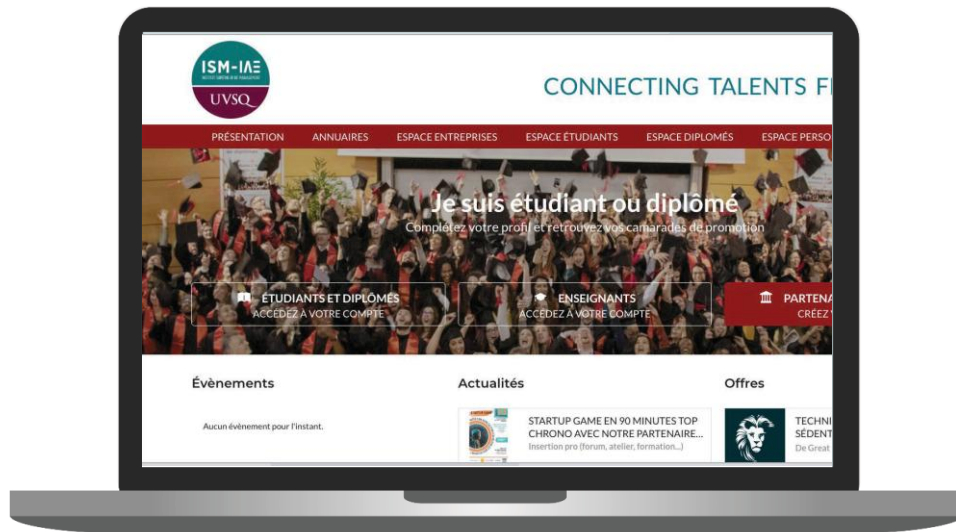 ISM-IAE
UVSQ
CONNECTING TALENTS F
PRÉSENTATION ANNUAIRES ESPACE ENTREPRISES ESPACE ÉTUDIANTS ESPACE DIPLOMÉS ESPACE PERSO
Je suis étudiant ou diplômé
Complétez votre profil et retrouvez vos camarades de promotion
ÉTUDIANTS ET DIPLÔMÉS
ACCÉDEZ À VOTRE COMPTE
ENSEIGNANTS
ACCÉDEZ À VOTRE COMPTE
PARTENA
CRÉEZ
Évènements
Aucun évènement pour l'instant.
Actualités
STARTUP GAME EN 90 MINUTES TOP
CHRONO AVEC NOTRE PARTENAIRE...
Insertion pro (forum, atelier, formation...)
Offres
TECHNI
SÉDENT
De Great